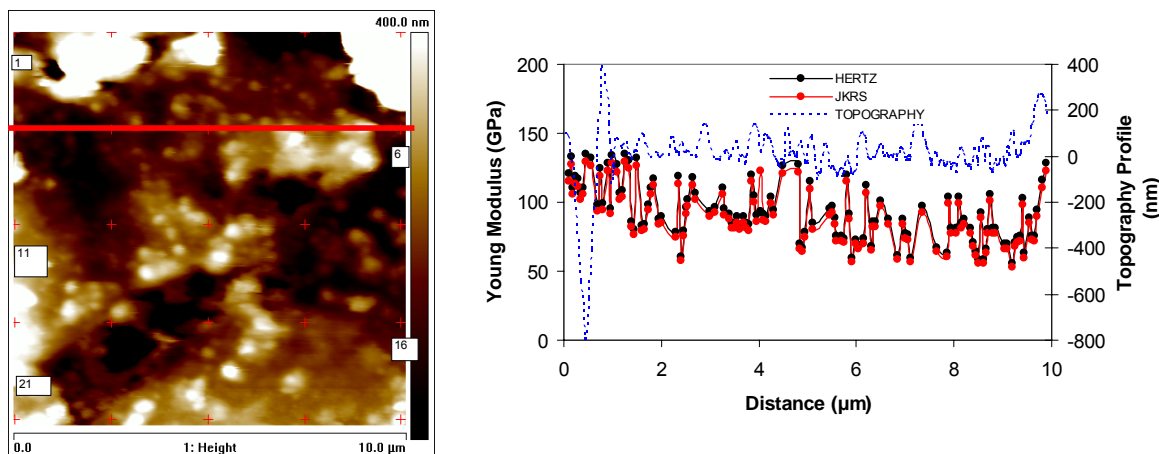 400.0 nm
1
6
11
16
21
0.0
1: Height
10.0 µm
HERTZ
JKRS
TOPOGRAPHY
200
150
100
50
0
Young Modulus (GPa)
400
200
0
-200
-400
-600
-800
Topography Profile
(nm)
0 2 4 6 8 10
Distance (µm)